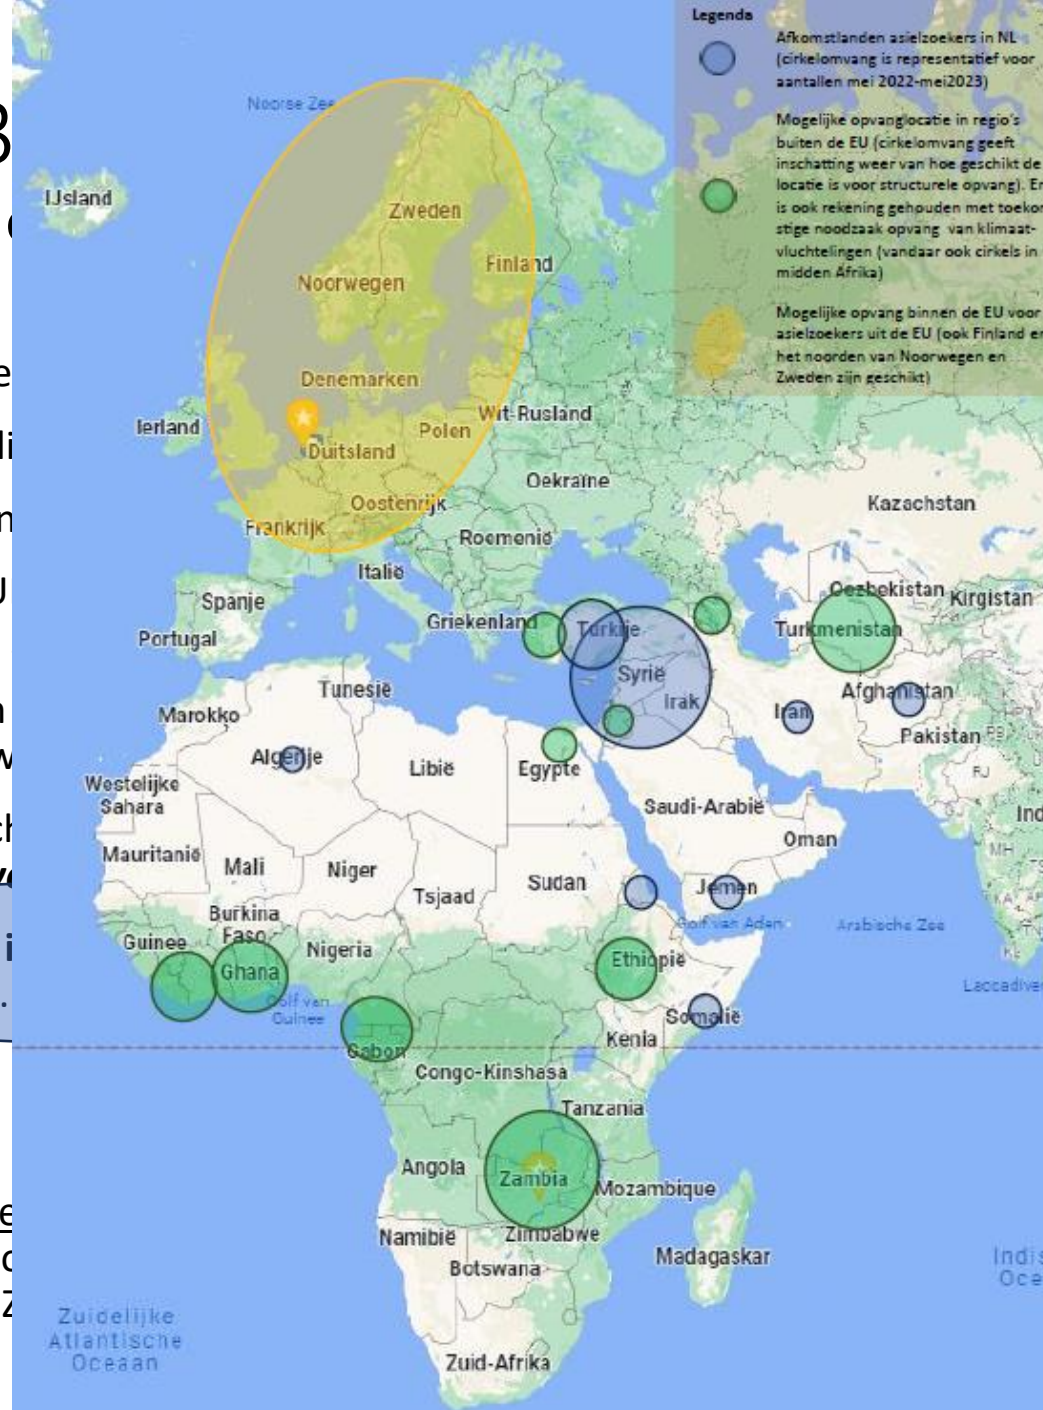 Legenda
Afkomstlanden asielzoekers in NL
(cirkelomvang is representatief voor
aantallen mei 2022-mei2023)
Mogelijke opvanglocatie in regio's
buiten de EU (cirkelomvang geeft
inschatting weer van hoe geschikt de
locatie is voor structurele opvang). Er
is ook rekening gehouden met toekom
stige noodzaak opvang van klimaat-
vluchtelingen (vandaar ook cirkels in
midden Afrika)
Mogelijke opvang binnen de EU voor
asielzoekers uit de EU (ook Finland en
het noorden van Noorwegen en
Zweden zijn geschikt)
Noorse Zee
IJsland
Zweden
Finland
Noorwegen
Denemarken
Ierland
Wit-Rusland
Polen
Duitsland
Oekraïne
Oostenrijk
Kazachstan
Frankrijk
Roemenië
Italië
Oezbekistan
Kirgistan
Spanje
Griekenland
Turkije
Turkmenistan
Portugal
Syrië
Tunesië
Afghanistan
Irak
Iran
Marokko
Pakistan
Algerije
Libië
Egypte
Westelijke
Sahara
Saudi-Arabië
RJ
Ind
Oman
MH
Mauritanië
Mali
Niger
Sudan
Jemen
Tsjaad
Burkina
Faso
Golf van Aden
Arabische Zee
Guinee
Nigeria
Ghana
Ethiopië
Laccadive
Golf van
Guinee
Somalië
Kenia
Gabon
Congo-Kinshasa
Tanzania
Angola
Zambia
Mozambique
Namibië
Zimbabwe
Madagaskar
Botswana
Indis
Oce
Zuidelijke
Atlantische
Oceaan
Zuid-Afrika